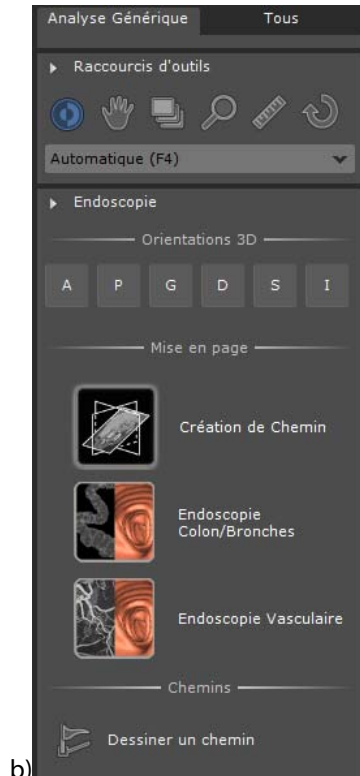 Analyse Générique Tous
Raccourcis d'outils
Automatique (F4)
Endoscopie
Orientations 3D
A P G D S I
Mise en page
Création de Chemin
Endoscopie
Colon/Bronches
Endoscopie Vasculaire
Chemins
Dessiner un chemin
b)